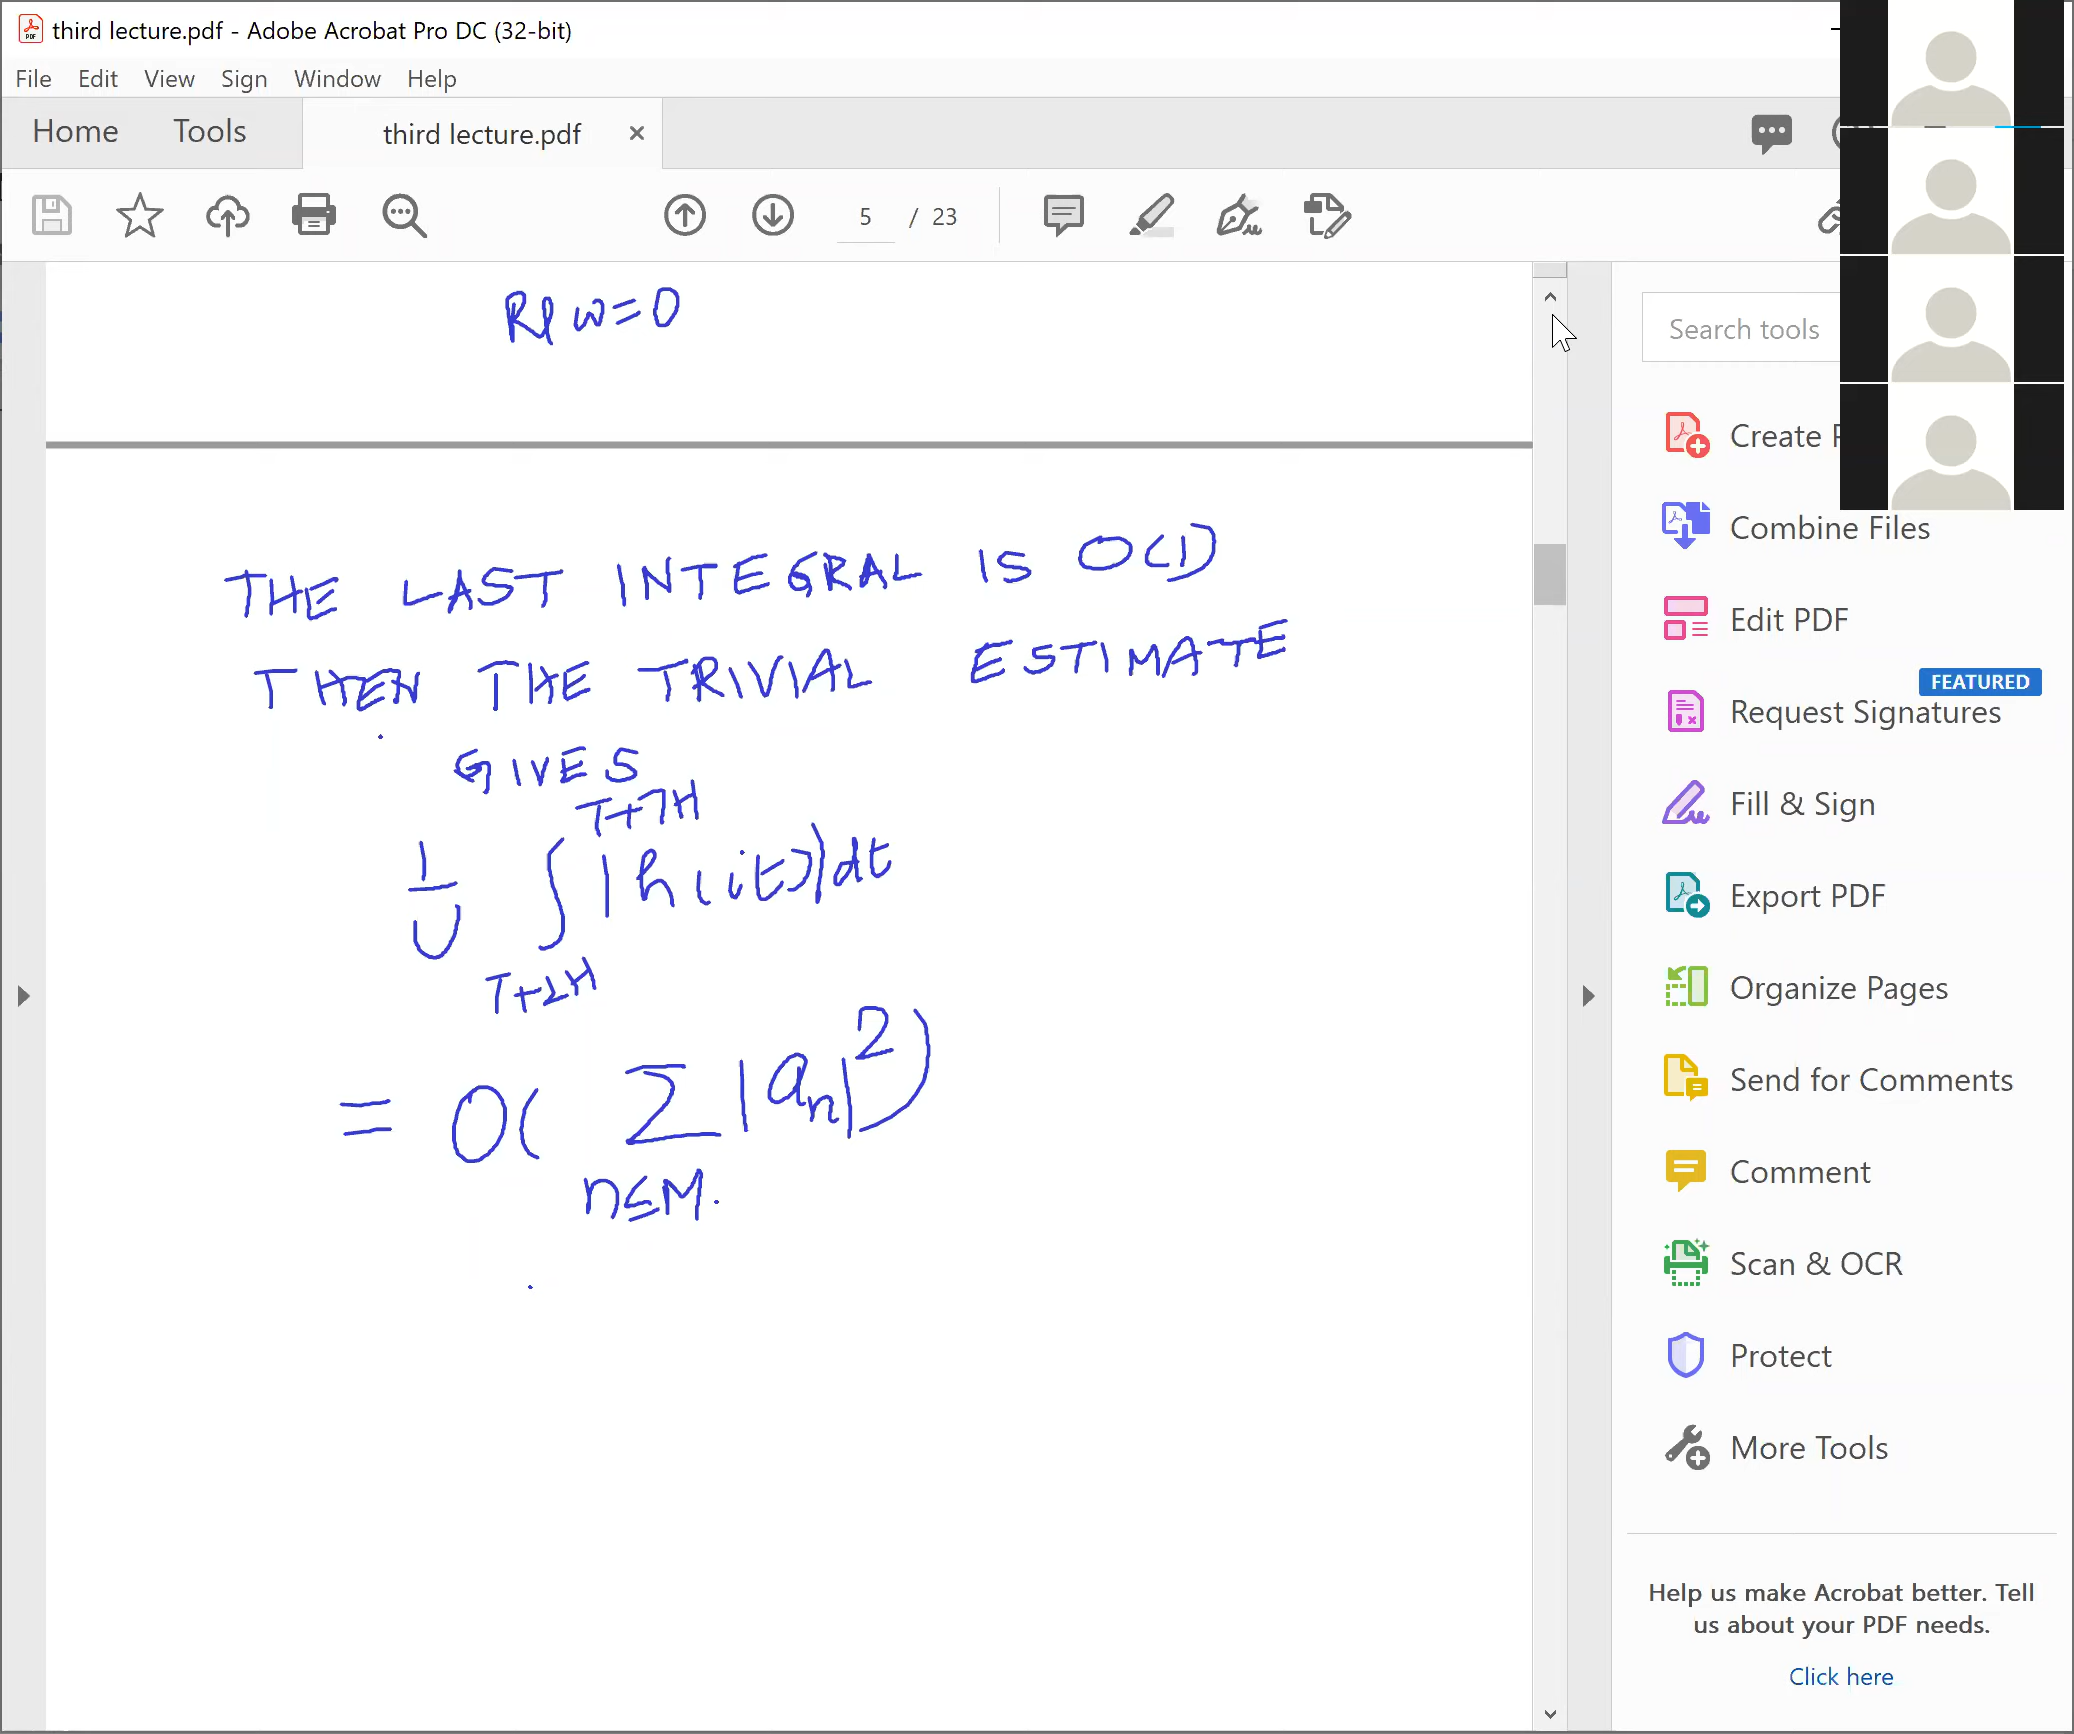 third lecture.pdf - Adobe Acrobat Pro DC (32-bit)
File Edit View Sign Window Help
Home Tools third lecture.pdf ×
5 / 23
Rl w=0
THE LAST INTEGRAL IS O(1)
THEN THE TRIVIAL ESTIMATE
GIVES
T+7H
1/U ∫ |h(it)|dt
T+2H
= O( Σ |aₙ|²)
n≤M.
Search tools
Create
Combine Files
Edit PDF
FEATURED
Request Signatures
Fill & Sign
Export PDF
Organize Pages
Send for Comments
Comment
Scan & OCR
Protect
More Tools
Help us make Acrobat better. Tell
us about your PDF needs.
Click here